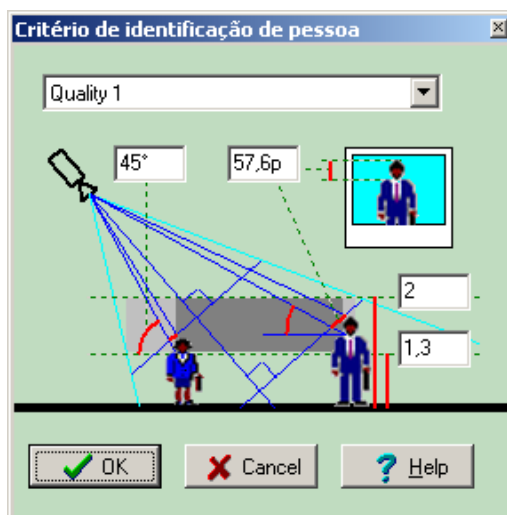 Critério de identificação de pessoa
Quality 1
45°
57,6p
2
1,3
OK
Cancel
Help